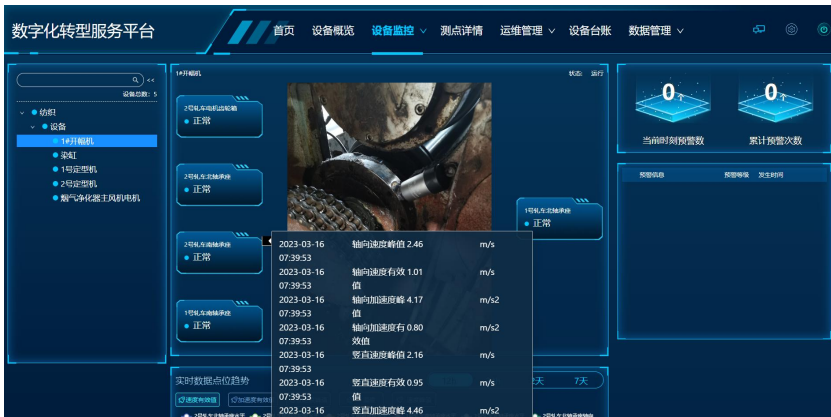 数字化转型服务平台
首页 设备概览 设备监控 测点详情 运维管理 设备台账 数据管理
<<
设备总数：5
纺织
设备
1#开幅机
染缸
1号定型机
2号定型机
烟气净化器主风机电机
1#开幅机 状态: 运行
2号轧车电机齿轮箱
正常
2号轧车北轴承座
正常
2号轧车南轴承座
正常
1号轧车南轴承座
正常
1号轧车北轴承座
正常
2023-03-16 轴向速度峰值 2.46 m/s
07:39:53
2023-03-16 轴向速度有效 1.01 m/s
07:39:53 值
2023-03-16 轴向加速度峰 4.17 m/s2
07:39:53 值
2023-03-16 轴向加速度有 0.80 m/s2
07:39:53 效值
2023-03-16 竖直速度峰值 2.16 m/s
07:39:53
2023-03-16 竖直速度有效 0.95 m/s
07:39:53 值
2023-03-16 竖直加速度峰 4.46 m/s2
0个 0个
当前时刻预警数 累计预警次数
预警信息 预警等级 发生时间
实时数据点位趋势 天 7天
速度有效值 加速度有效